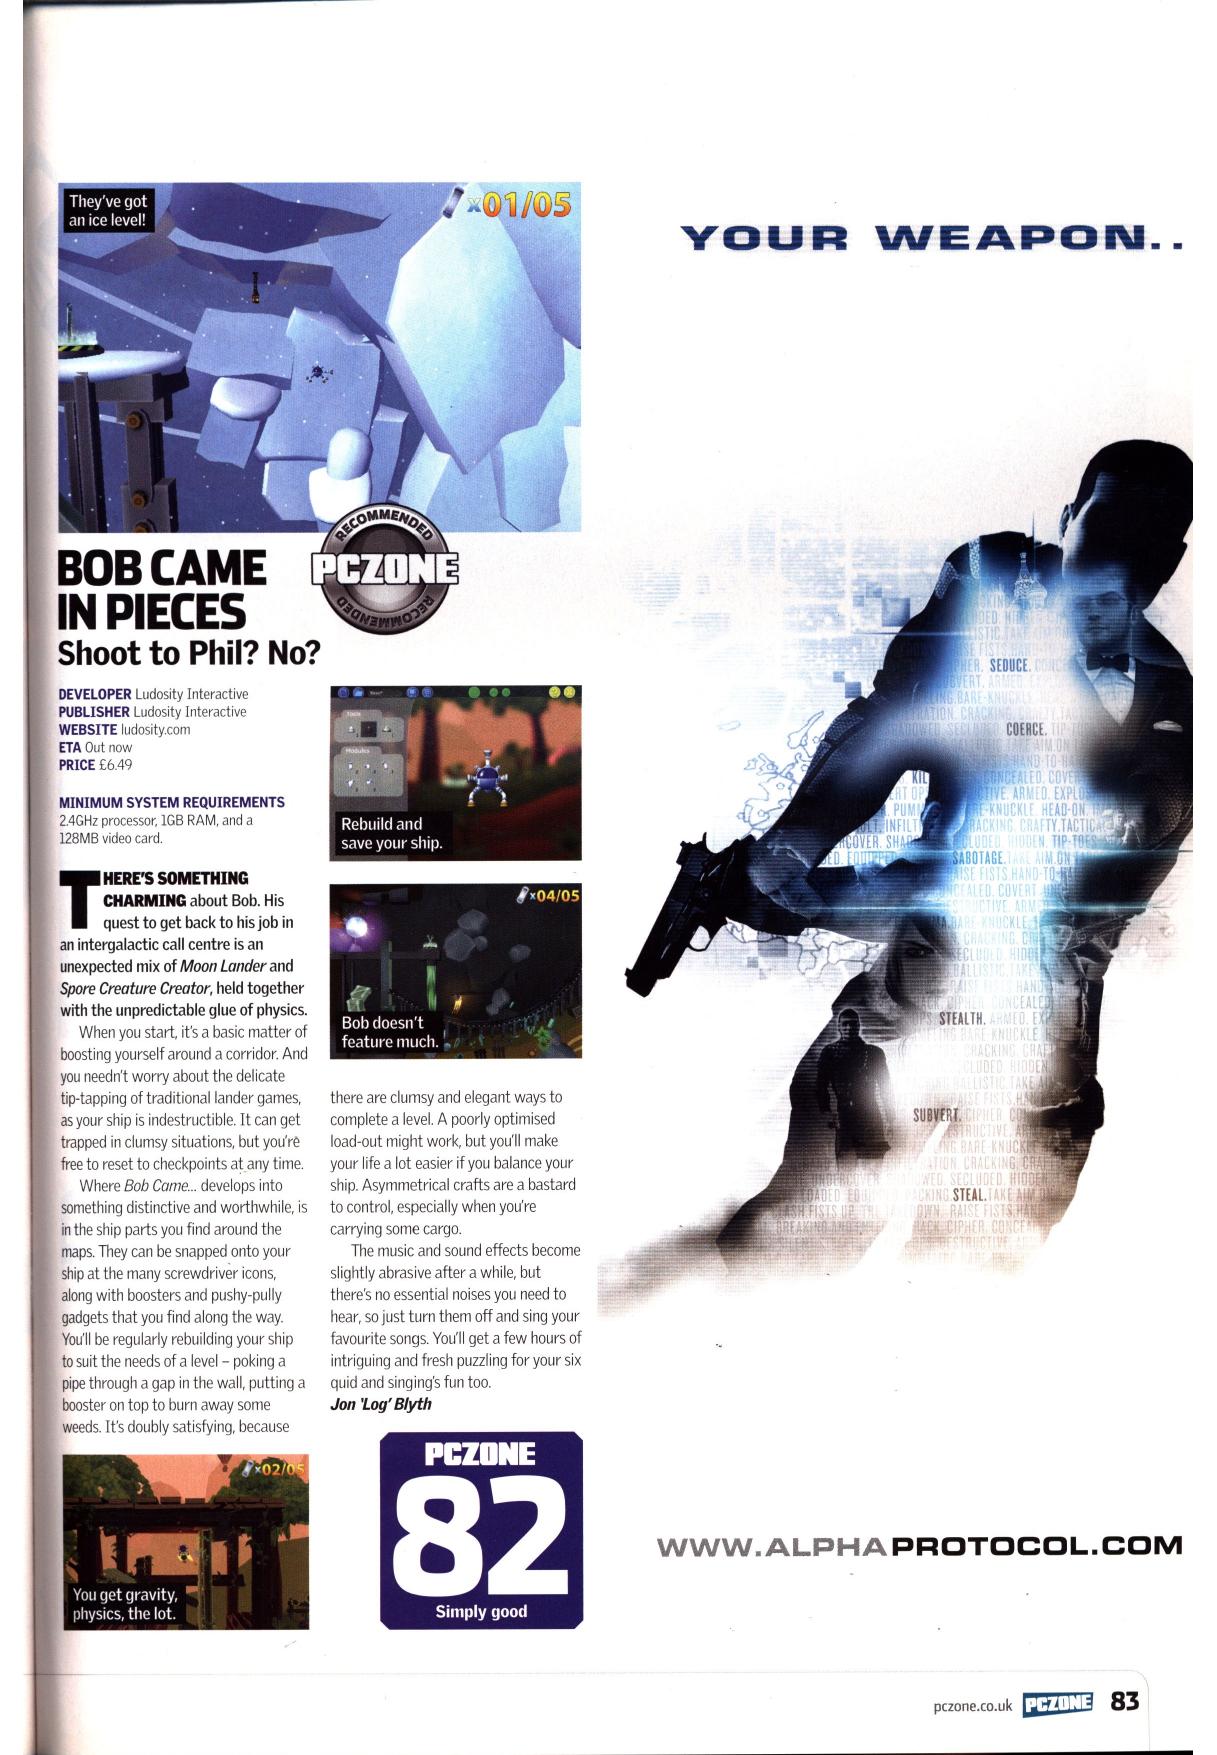 They've got
an ice level!
x01/05
RECOMMENDED
PCZONE
RECOMMENDED
BOB CAME
IN PIECES
Shoot to Phil? No?
DEVELOPER Ludosity Interactive
PUBLISHER Ludosity Interactive
WEBSITE ludosity.com
ETA Out now
PRICE £6.49
MINIMUM SYSTEM REQUIREMENTS
2.4GHz processor, 1GB RAM, and a
128MB video card.
THERE'S SOMETHING
CHARMING about Bob. His
quest to get back to his job in
an intergalactic call centre is an
unexpected mix of Moon Lander and
Spore Creature Creator, held together
with the unpredictable glue of physics.
When you start, it's a basic matter of
boosting yourself around a corridor. And
you needn't worry about the delicate
tip-tapping of traditional lander games,
as your ship is indestructible. It can get
trapped in clumsy situations, but you're
free to reset to checkpoints at any time.
Where Bob Came... develops into
something distinctive and worthwhile, is
in the ship parts you find around the
maps. They can be snapped onto your
ship at the many screwdriver icons,
along with boosters and pushy-pully
gadgets that you find along the way.
You'll be regularly rebuilding your ship
to suit the needs of a level – poking a
pipe through a gap in the wall, putting a
booster on top to burn away some
weeds. It's doubly satisfying, because
x02/05
You get gravity,
physics, the lot.
Tools
Modules
Rebuild and
save your ship.
x04/05
Bob doesn't
feature much.
there are clumsy and elegant ways to
complete a level. A poorly optimised
load-out might work, but you'll make
your life a lot easier if you balance your
ship. Asymmetrical crafts are a bastard
to control, especially when you're
carrying some cargo.
The music and sound effects become
slightly abrasive after a while, but
there's no essential noises you need to
hear, so just turn them off and sing your
favourite songs. You'll get a few hours of
intriguing and fresh puzzling for your six
quid and singing's fun too.
Jon 'Log' Blyth
PCZONE
82
Simply good
YOUR WEAPON..
SEDUCE.
COERCE.
SABOTAGE.
STEALTH.
SUBVERT.
STEAL.
WWW.ALPHAPROTOCOL.COM
pczone.co.uk PCZONE 83